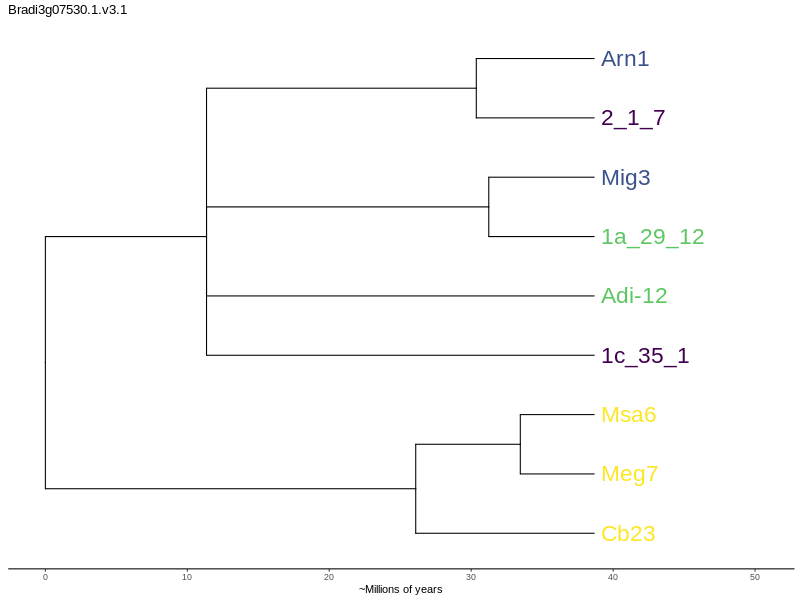 Bradi3g07530.1.v3.1
Arn1
2_1_7
Mig3
1a_29_12
Adi-12
1c_35_1
Msa6
Meg7
Cb23
0 10 20 30 40 50
~Millions of years